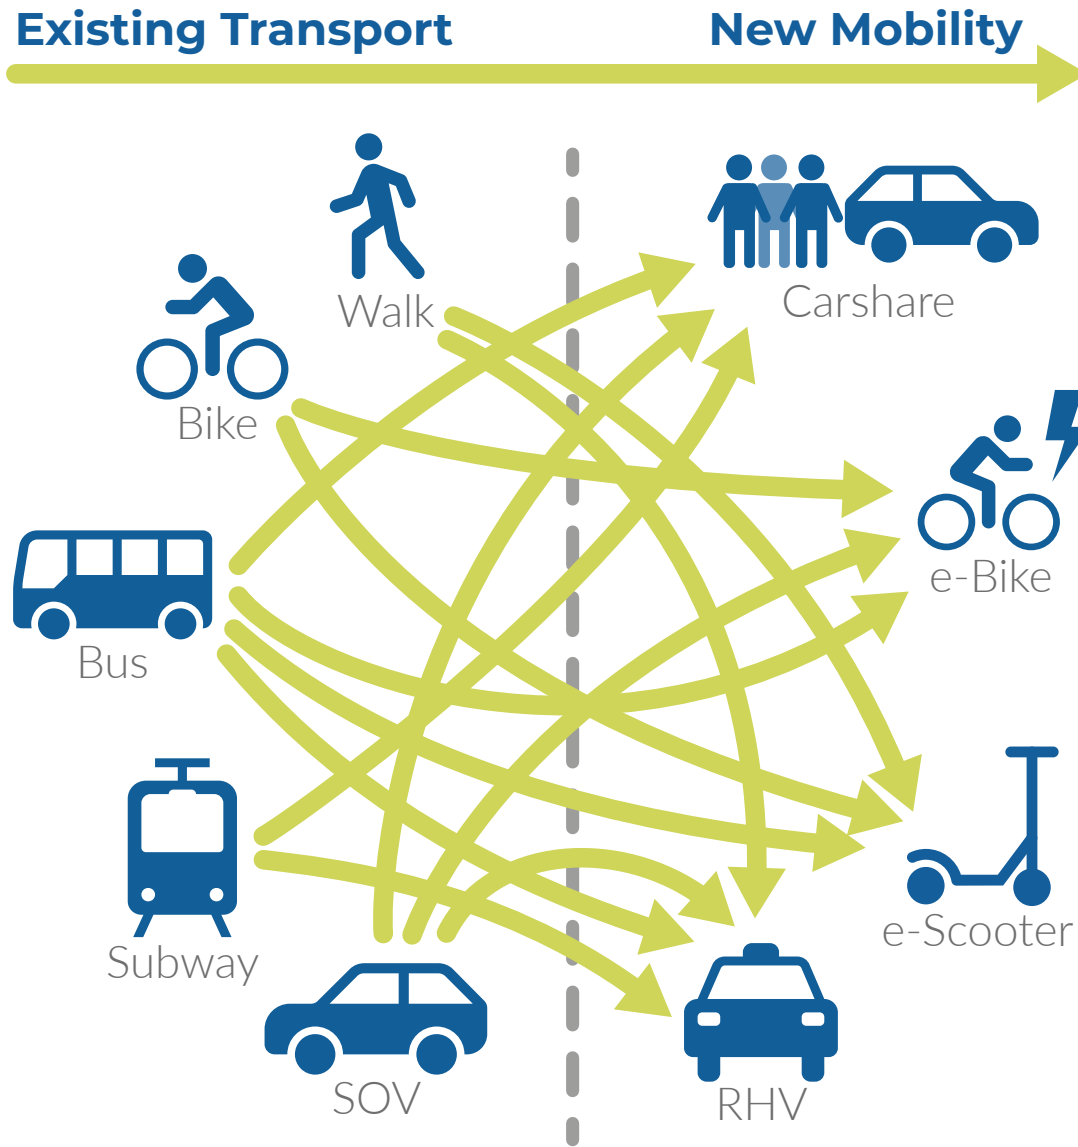 Existing Transport
New Mobility
Walk
Carshare
Bike
e-Bike
Bus
e-Scooter
Subway
SOV
RHV